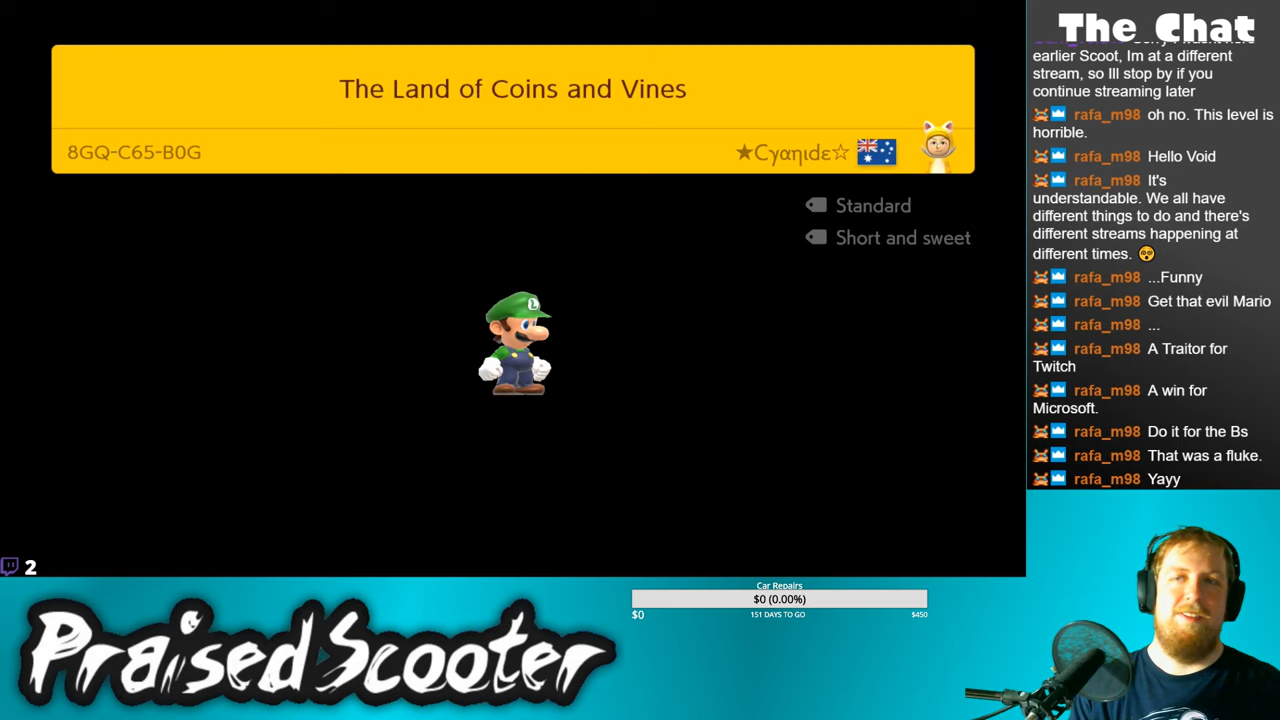 The Land of Coins and Vines
8GQ-C65-B0G
★Cyαηιdε☆
Standard
Short and sweet
L
2
PraisedScooter
Car Repairs
$0 (0.00%)
$0
151 DAYS TO GO
$450
The Chat
earlier Scoot, Im at a different
stream, so Ill stop by if you
continue streaming later
rafa_m98 oh no. This level is
horrible.
rafa_m98 Hello Void
rafa_m98 It's
understandable. We all have
different things to do and there's
different streams happening at
different times.
rafa_m98 ...Funny
rafa_m98 Get that evil Mario
rafa_m98 ...
rafa_m98 A Traitor for
Twitch
rafa_m98 A win for
Microsoft.
rafa_m98 Do it for the Bs
rafa_m98 That was a fluke.
rafa_m98 Yayy